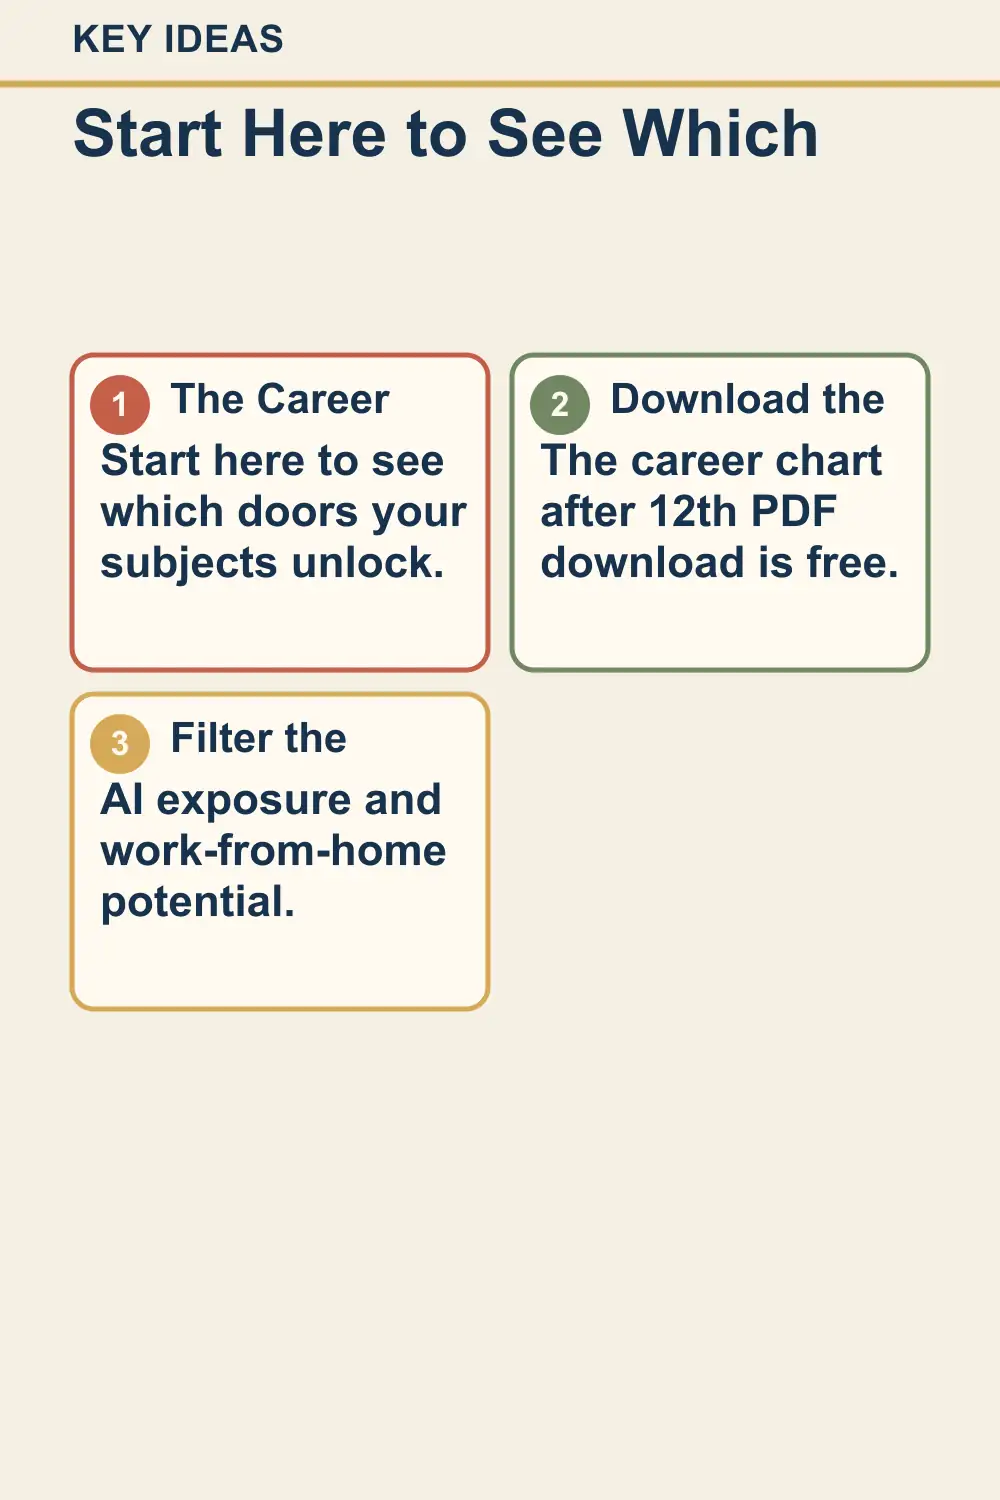 KEY IDEAS
Start Here to See Which
1 The Career
Start here to see
which doors your
subjects unlock.
2 Download the
The career chart
after 12th PDF
download is free.
3 Filter the
AI exposure and
work-from-home
potential.